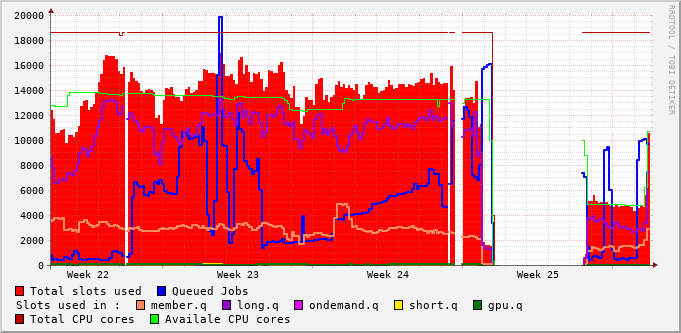 20000
18000
16000
14000
12000
10000
8000
6000
4000
2000
0
Week 22 Week 23 Week 24 Week 25
Total slots used Queued Jobs
Slots used in : member.q long.q ondemand.q short.q gpu.q
Total CPU cores Availale CPU cores
RRDTOOL / TOBI OETIKER